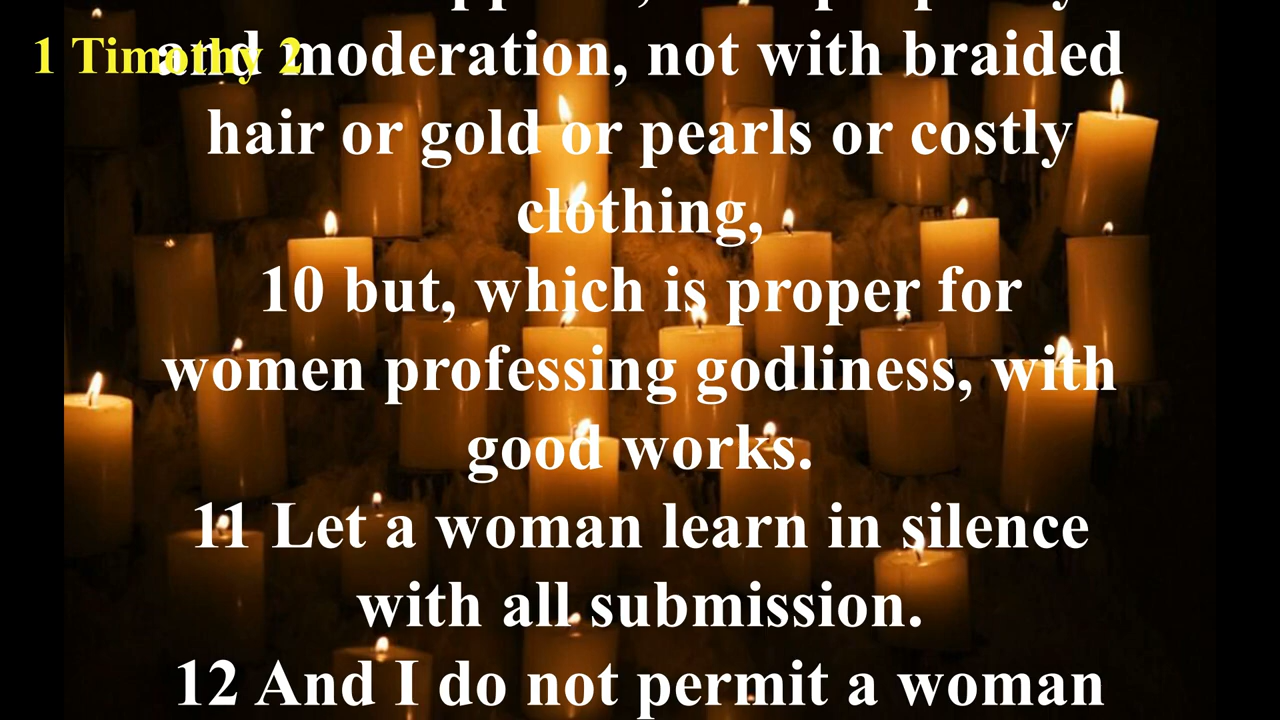 1 Timothy 2
and moderation, not with braided
hair or gold or pearls or costly
clothing,
10 but, which is proper for
women professing godliness, with
good works.
11 Let a woman learn in silence
with all submission.
12 And I do not permit a woman